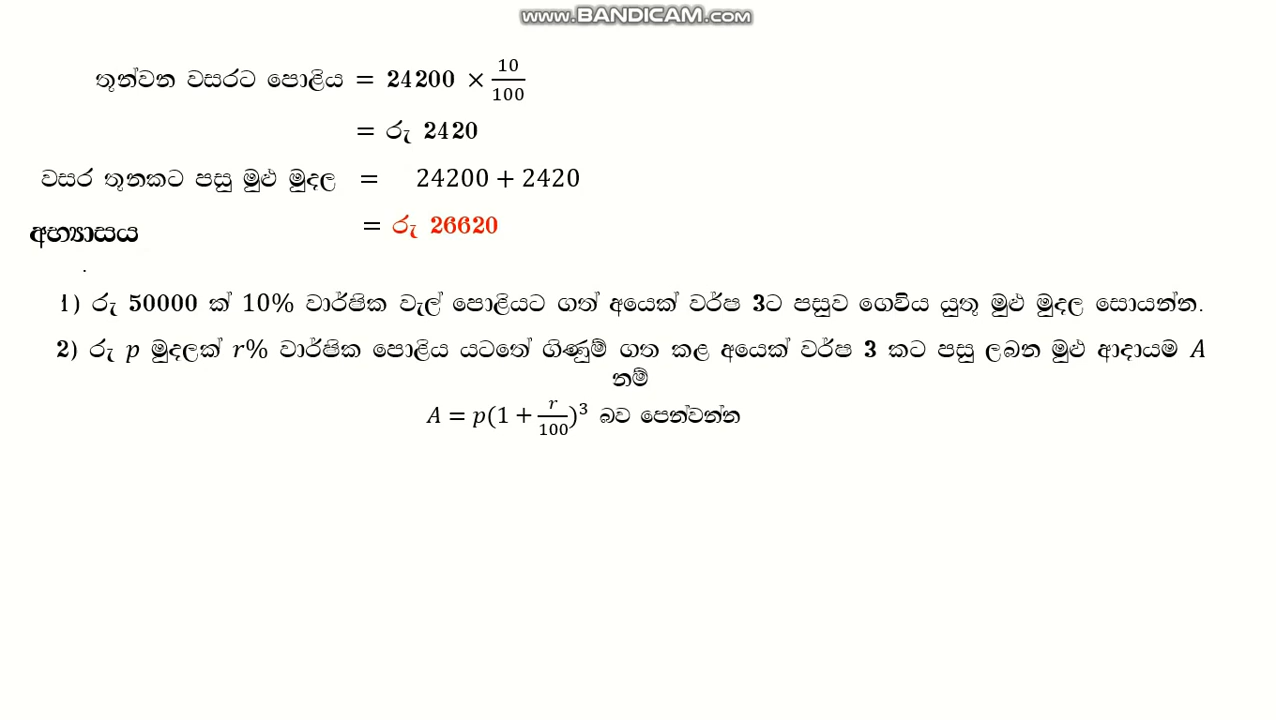 www.BANDICAM.com
තුන්වන වසරට පොළිය = 24200 × 10/100
= රු 2420
වසර තුනකට පසු මුළු මුදල = 24200 + 2420
= රු 26620
අභ්‍යාසය
1) රු 50000 ක් 10% වාර්ෂික වැල් පොළියට ගත් අයෙක් වර්ෂ 3ට පසුව ගෙවිය යුතු මුළු මුදල සොයන්න.
2) රු p මුදලක් r% වාර්ෂික පොළිය යටතේ ගිණුම් ගත කළ අයෙක් වර්ෂ 3 කට පසු ලබන මුළු ආදායම A
නම්
A = p(1 + r/100)³ බව පෙන්වන්න